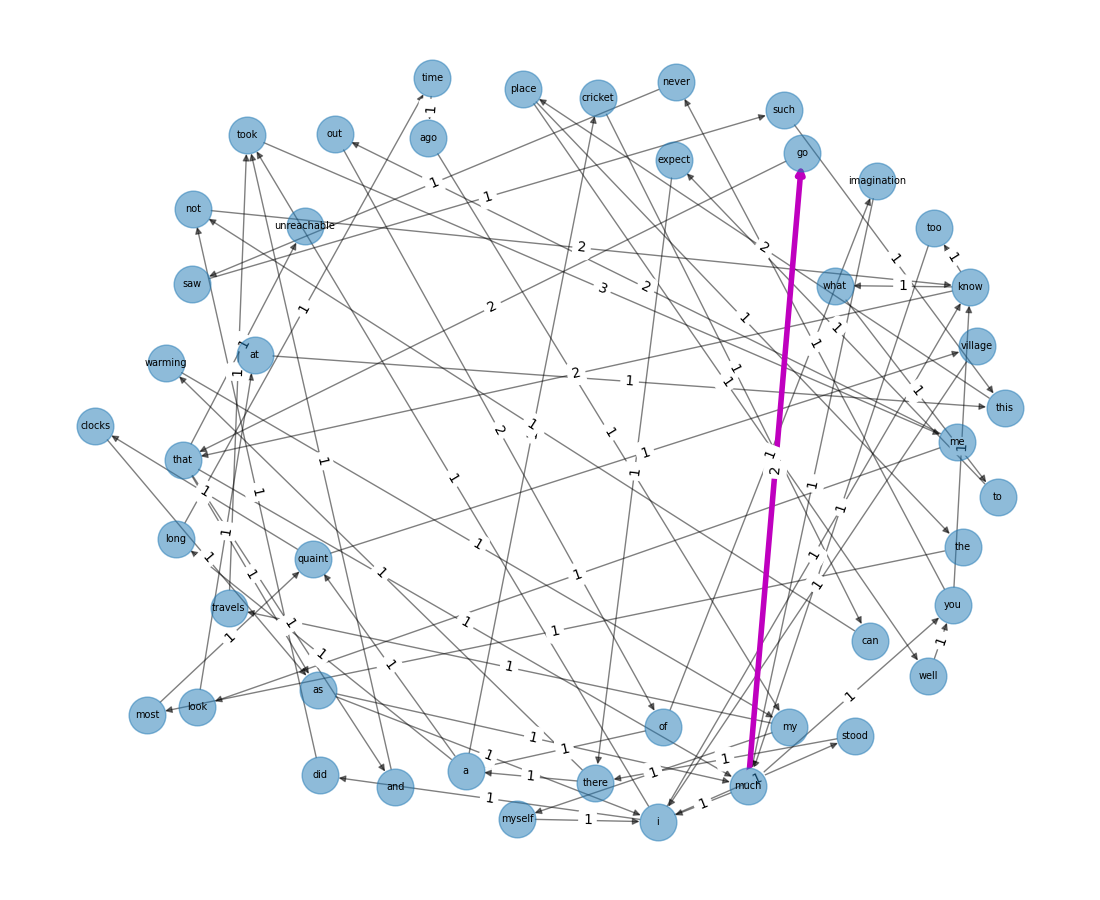 time
place
cricket
never
such
took
out
ago
1
go
expect
imagination
not
unreachable
too
1
1
saw
2
2
1
1
what
1
know
2
3
2
1
1
village
warming
at
1
1
1
1
2
1
1
1
this
clocks
1
2
1
me
1
1
that
1
1
1
2
1
1
1
to
1
1
1
long
1
1
1
the
quaint
1
1
1
1
1
travels
1
you
1
1
1
1
can
1
1
1
1
1
well
as
1
most
look
of
my
1
1
stood
1
1
1
did
and
a
1
there
1
much
1
1
1
myself
1
i